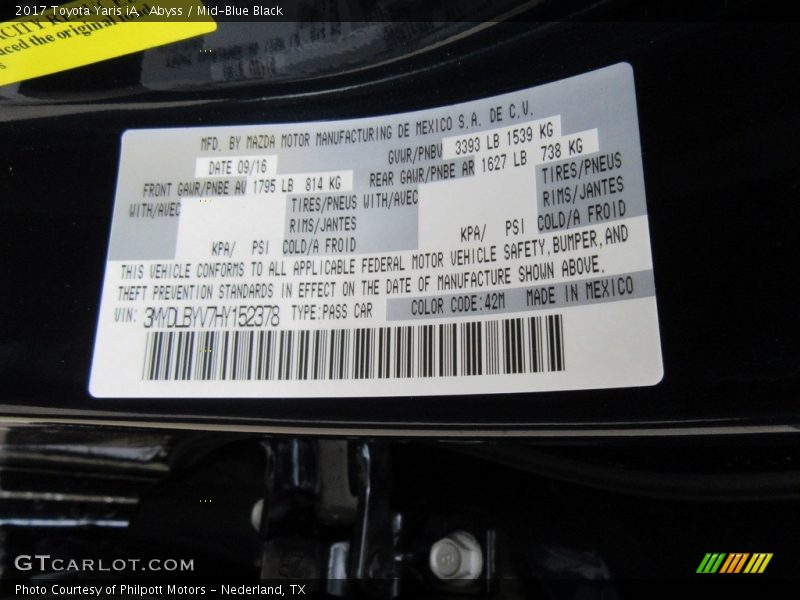 2017 Toyota Yaris iA, Abyss / Mid-Blue Black
the original
MFD. BY MAZDA MOTOR MANUFACTURING DE MEXICO S.A. DE C.V.
DATE 09/16 GVWR/PNBV 3393 LB 1539 KG
FRONT GAWR/PNBE AV 1795 LB 814 KG REAR GAWR/PNBE AR 1627 LB 738 KG
WITH/AVEC TIRES/PNEUS WITH/AVEC TIRES/PNEUS
RIMS/JANTES RIMS/JANTES
KPA/ PSI COLD/A FROID KPA/ PSI COLD/A FROID
THIS VEHICLE CONFORMS TO ALL APPLICABLE FEDERAL MOTOR VEHICLE SAFETY, BUMPER, AND
THEFT PREVENTION STANDARDS IN EFFECT ON THE DATE OF MANUFACTURE SHOWN ABOVE.
VIN: 3MYDLBYV7HY152378 TYPE:PASS CAR COLOR CODE:42M MADE IN MEXICO
GTCARLOT.COM
Photo Courtesy of Philpott Motors - Nederland, TX